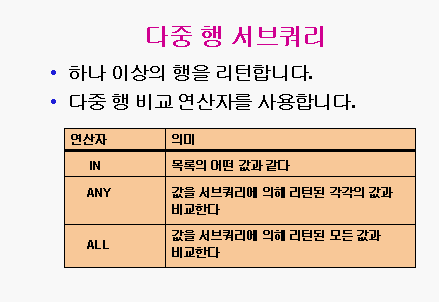 다중 행 서브쿼리
• 하나 이상의 행을 리턴합니다.
• 다중 행 비교 연산자를 사용합니다.
연산자 의미
IN 목록의 어떤 값과 같다
ANY 값을 서브쿼리에 의해 리턴된 각각의 값과
비교한다
ALL 값을 서브쿼리에 의해 리턴된 모든 값과
비교한다